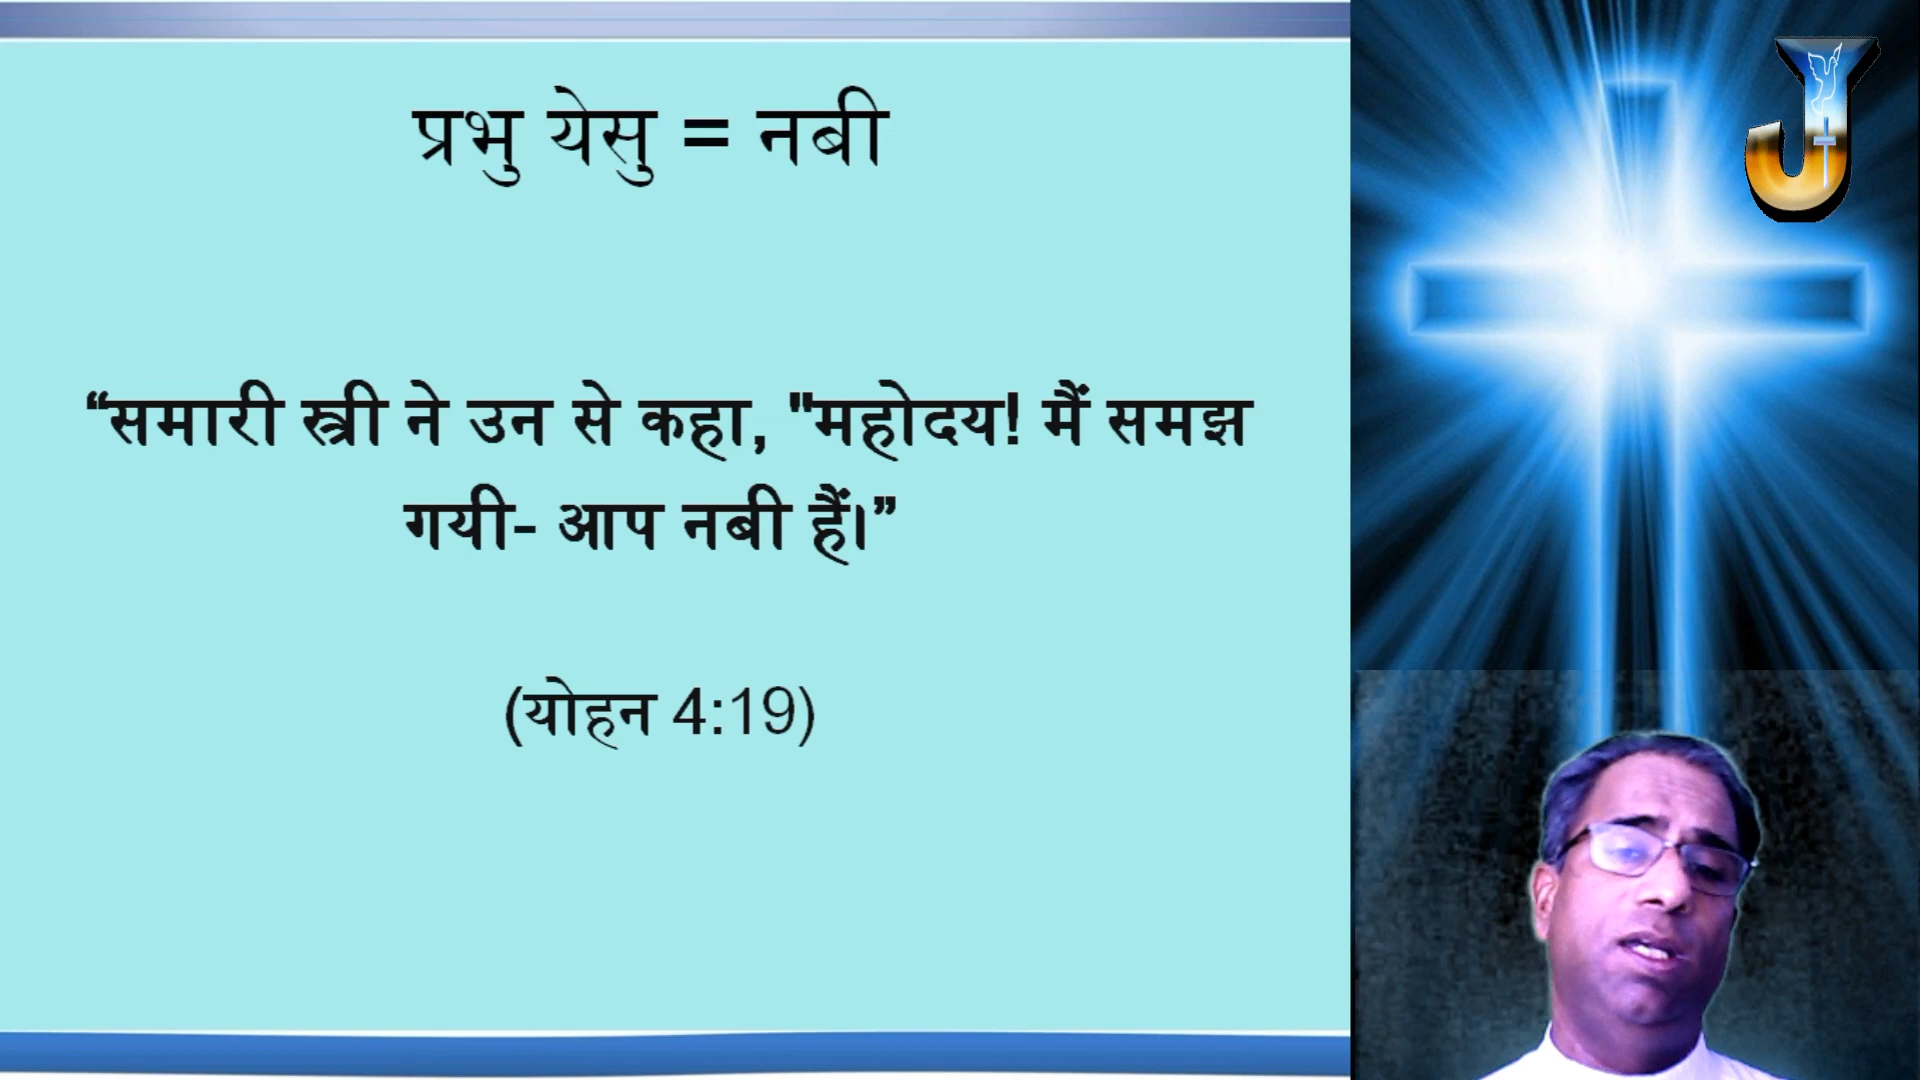 प्रभु येसु = नबी
“समारी स्त्री ने उन से कहा, "महोदय! मैं समझ
गयी- आप नबी हैं।”
(योहन 4:19)
J